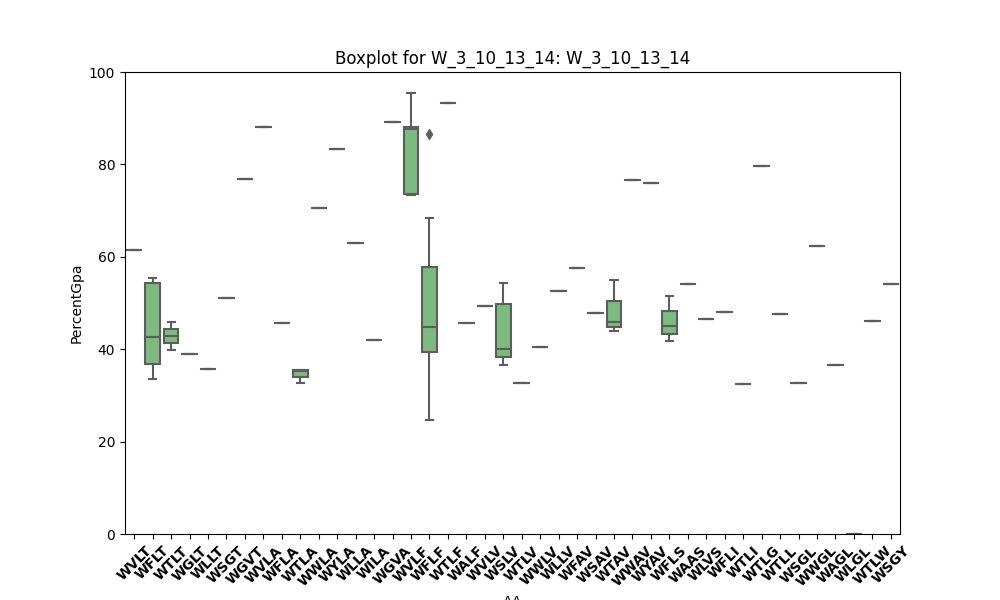 Boxplot for W_3_10_13_14: W_3_10_13_14
100
80
60
40
20
0
PercentGpa
WVLT
WFLT
WTLT
WGLT
WLLT
WSGT
WGVT
WVLA
WFLA
WTLA
WWLA
WYLA
WLLA
WILA
WGVA
WVLF
WFLF
WTLF
WALF
WVLV
WSLV
WTLV
WWLV
WLLV
WFAV
WSAV
WTAV
WWAV
WYAV
WFLS
WAAS
WLVS
WFLI
WTLI
WTLG
WTLL
WSGL
WWGL
WAGL
WLGL
WTLW
WSGY